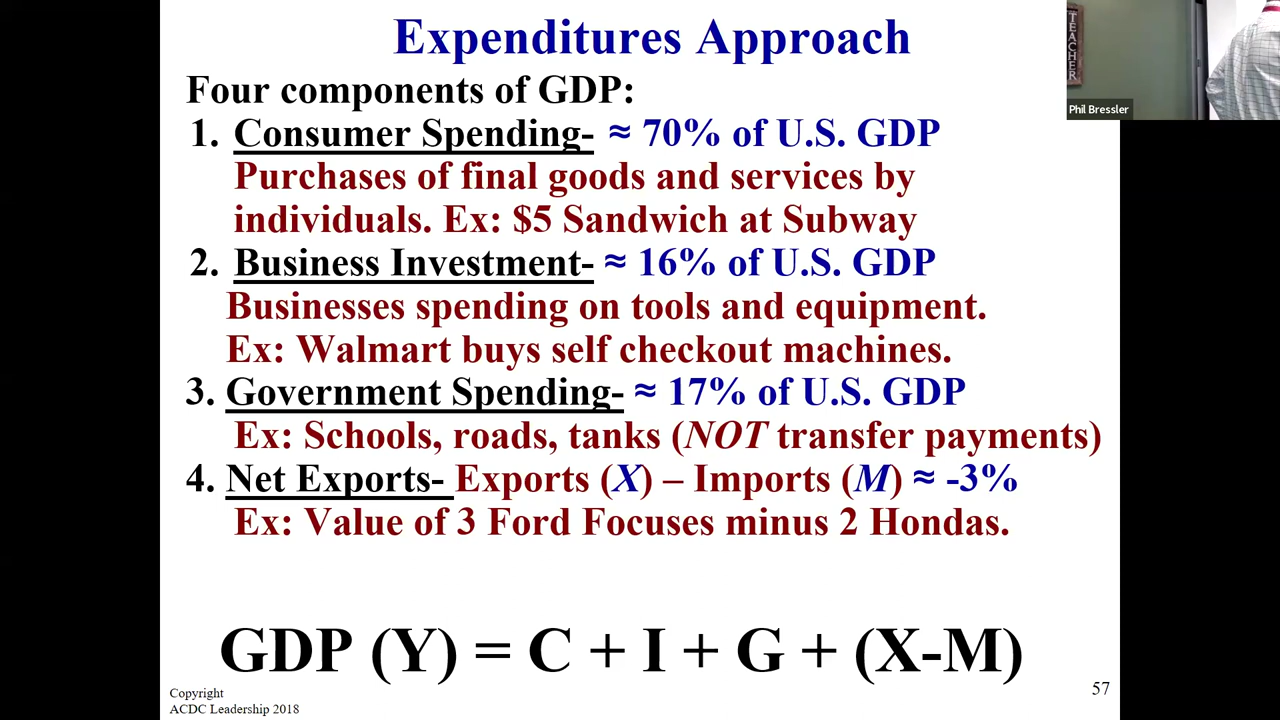 Expenditures Approach
Four components of GDP:
1. Consumer Spending- ≈ 70% of U.S. GDP
Purchases of final goods and services by
individuals. Ex: $5 Sandwich at Subway
2. Business Investment- ≈ 16% of U.S. GDP
Businesses spending on tools and equipment.
Ex: Walmart buys self checkout machines.
3. Government Spending- ≈ 17% of U.S. GDP
Ex: Schools, roads, tanks (NOT transfer payments)
4. Net Exports- Exports (X) – Imports (M) ≈ -3%
Ex: Value of 3 Ford Focuses minus 2 Hondas.
GDP (Y) = C + I + G + (X-M)
Copyright
ACDC Leadership 2018
57
TEACHER
Phil Bressler